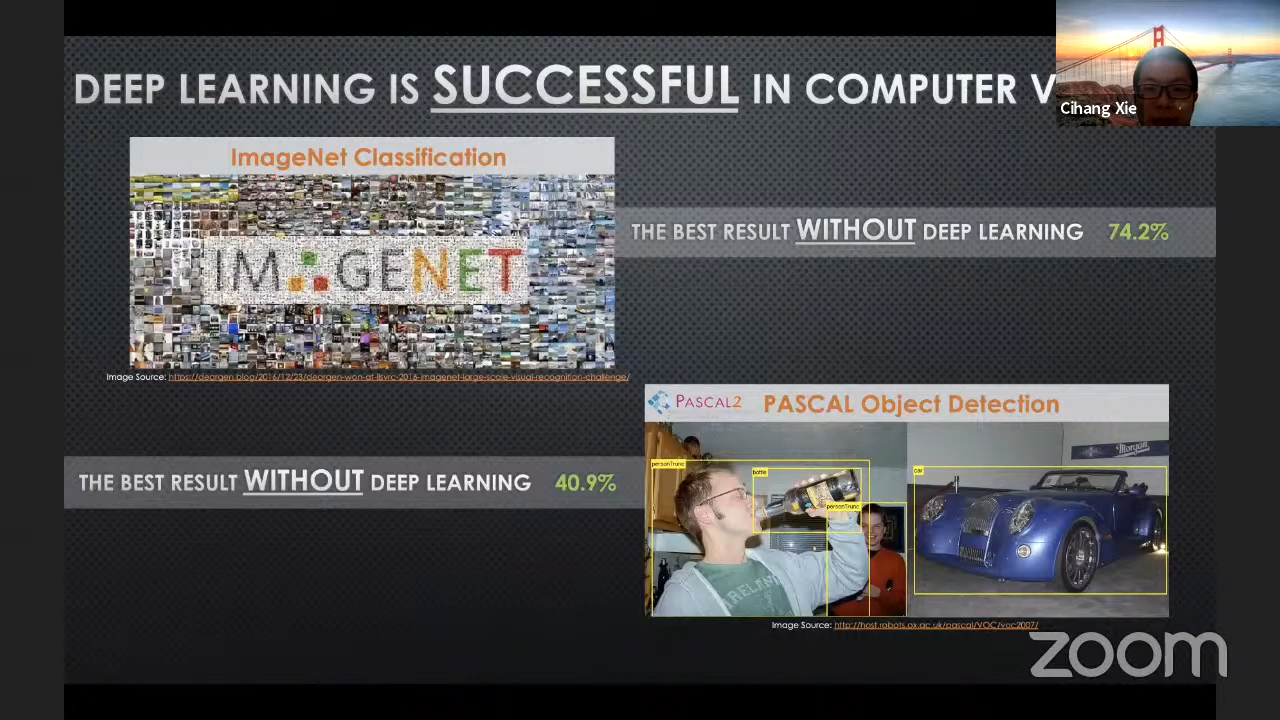 DEEP LEARNING IS SUCCESSFUL IN COMPUTER V
Cihang Xie
ImageNet Classification
IMAGENET
THE BEST RESULT WITHOUT DEEP LEARNING 74.2%
Image Source: https://deargen.blog/2016/12/23/deargen-won-at-ilsvrc-2016-imagenet-large-scale-visual-recognition-challenge/
PASCAL2 PASCAL Object Detection
THE BEST RESULT WITHOUT DEEP LEARNING 40.9%
personTrunc
bottle
personTrunc
car
Morgan
Image Source: http://host.robots.ox.ac.uk/pascal/VOC/voc2007/
zoom